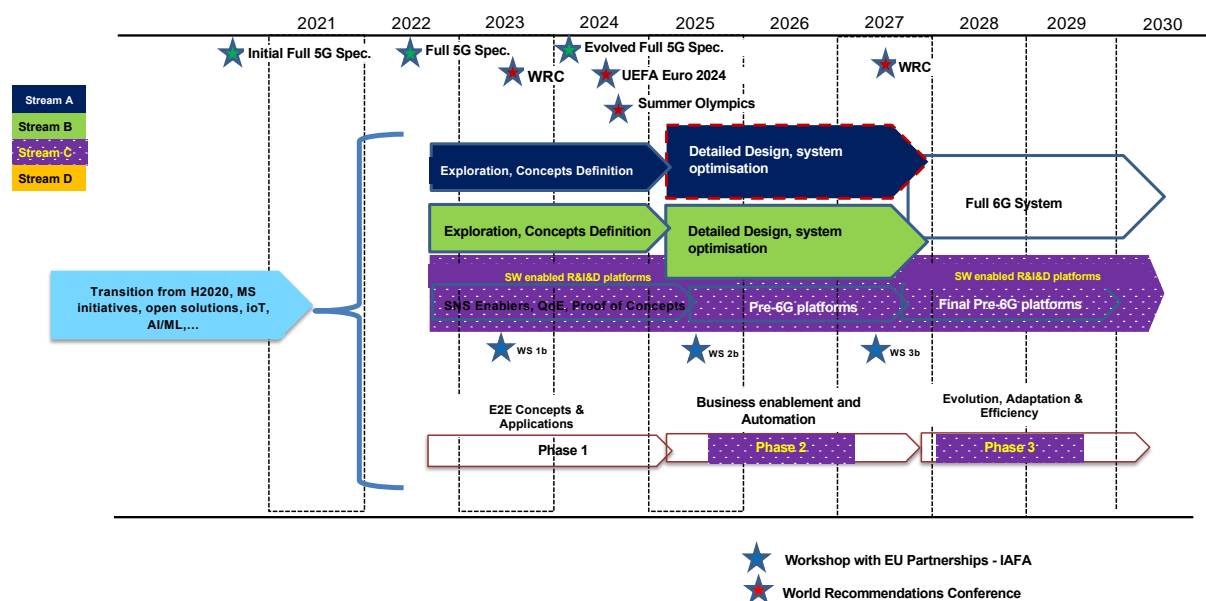 2021 2022 2023 2024 2025 2026 2027 2028 2029 2030
Initial Full 5G Spec.
Full 5G Spec.
Evolved Full 5G Spec.
WRC
UEFA Euro 2024
WRC
Summer Olympics
Stream A
Stream B
Stream C
Stream D
Exploration, Concepts Definition
Detailed Design, system
optimisation
Full 6G System
Exploration, Concepts Definition
Detailed Design, system
optimisation
SW enabled R&I&D platforms
SW enabled R&I&D platforms
Transition from H2020, MS
initiatives, open solutions, ioT,
AI/ML,...
SNS Enablers, QoE, Proof of Concepts
Pre-6G platforms
Final Pre-6G platforms
WS 1b
WS 2b
WS 3b
E2E Concepts &
Applications
Business enablement and
Automation
Evolution, Adaptation &
Efficiency
Phase 1
Phase 2
Phase 3
Workshop with EU Partnerships - IAFA
World Recommendations Conference